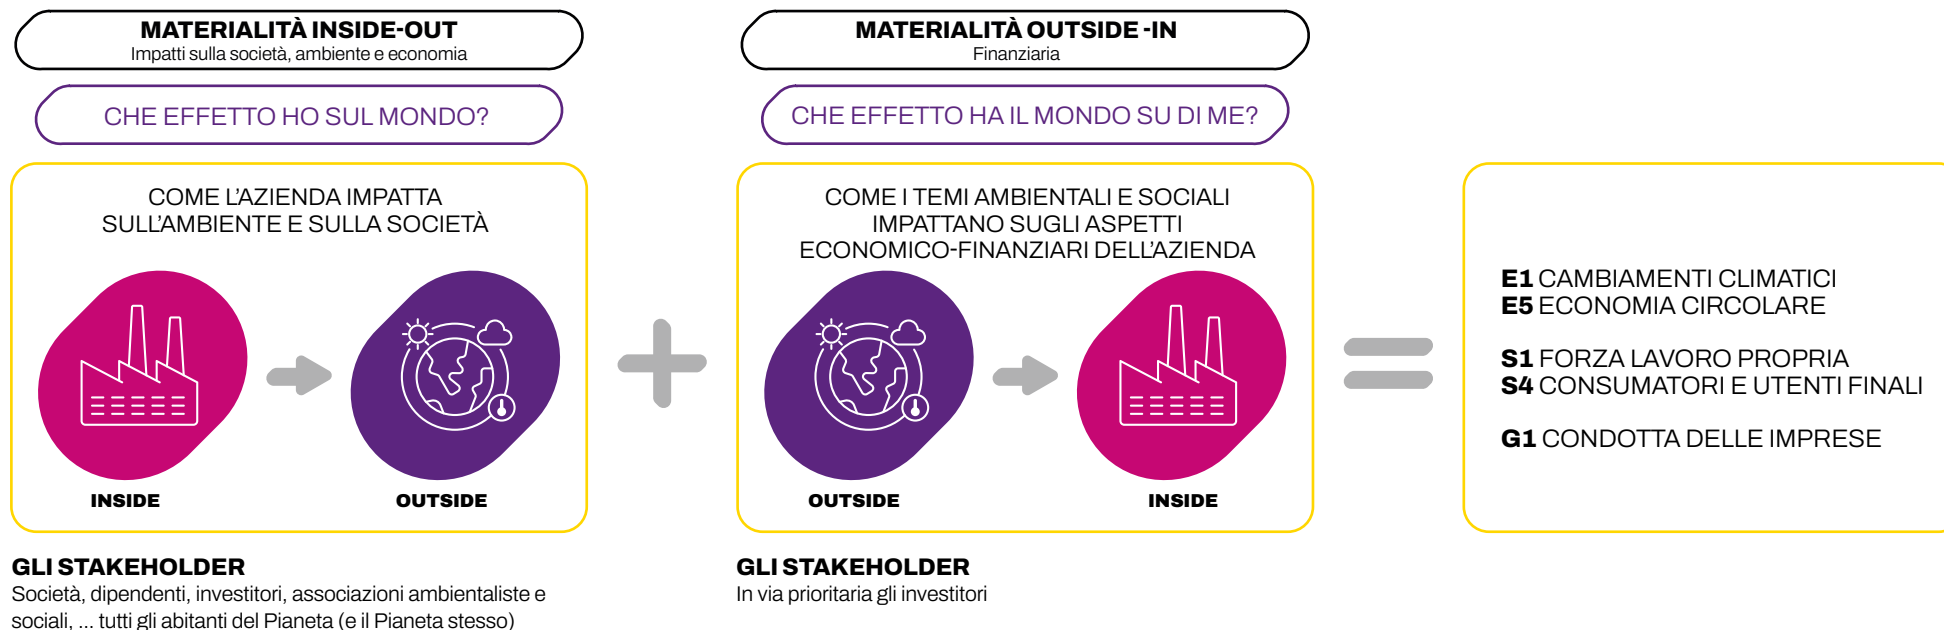 MATERIALITÀ INSIDE-OUT
Impatti sulla società, ambiente e economia
CHE EFFETTO HO SUL MONDO?
COME L'AZIENDA IMPATTA
SULL'AMBIENTE E SULLA SOCIETÀ
INSIDE
OUTSIDE
GLI STAKEHOLDER
Società, dipendenti, investitori, associazioni ambientaliste e
sociali, ... tutti gli abitanti del Pianeta (e il Pianeta stesso)
MATERIALITÀ OUTSIDE -IN
Finanziaria
CHE EFFETTO HA IL MONDO SU DI ME?
COME I TEMI AMBIENTALI E SOCIALI
IMPATTANO SUGLI ASPETTI
ECONOMICO-FINANZIARI DELL'AZIENDA
OUTSIDE
INSIDE
GLI STAKEHOLDER
In via prioritaria gli investitori
E1 CAMBIAMENTI CLIMATICI
E5 ECONOMIA CIRCOLARE
S1 FORZA LAVORO PROPRIA
S4 CONSUMATORI E UTENTI FINALI
G1 CONDOTTA DELLE IMPRESE